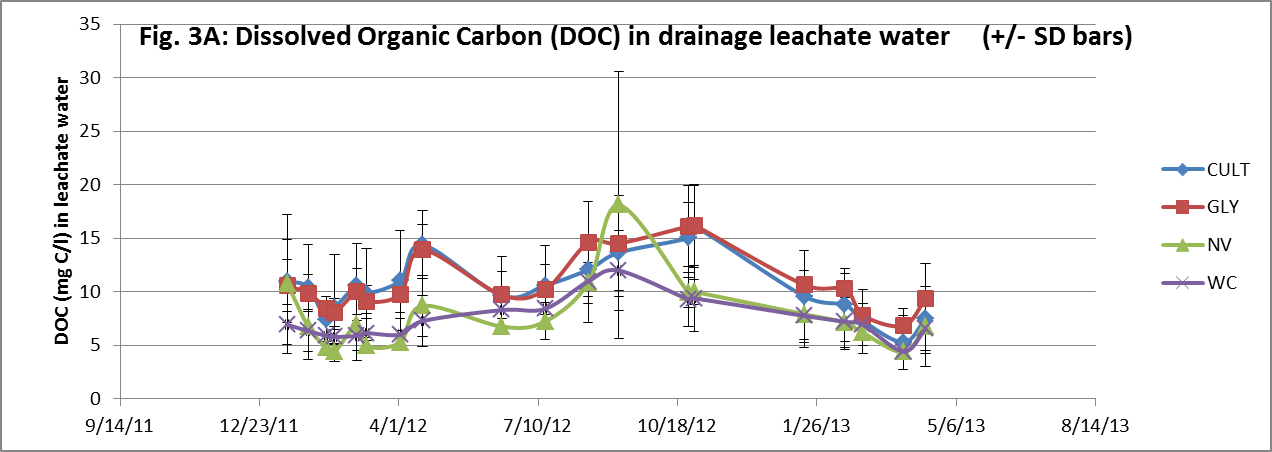 Fig. 3A: Dissolved Organic Carbon (DOC) in drainage leachate water (+/- SD bars)
DOC (mg C/l) in leachate water
35
30
25
20
15
10
5
0
9/14/11 12/23/11 4/1/12 7/10/12 10/18/12 1/26/13 5/6/13 8/14/13
CULT
GLY
NV
WC